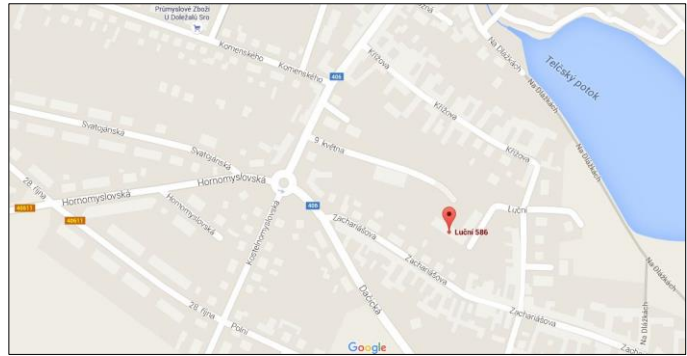 Průmyslové Zboží
U Doležalů Sro
Komenského
Komenského
406
Křížova
Na Dlážkách
Telčský potok
Na Dlážkách
Křížova
Na Dlážkách
Křížova
9. května
Svatojánská
Svatojánská
28. října
Hornomyslovská
Hornomyslovská
Hornomyslovská
40611
40611
Kostelnomyslovská
406
Zachariášova
Luční
Luční 586
Zachariášova
Dačická
Na Dlážkách
28. října
Polní
Zachariášova
Na Dlážkách
Google